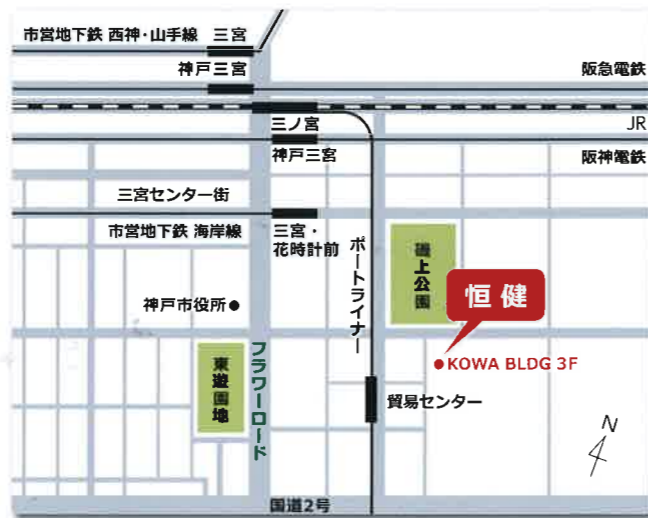 市営地下鉄 西神・山手線 三宮
神戸三宮
阪急電鉄
三ノ宮
JR
神戸三宮
阪神電鉄
三宮センター街
市営地下鉄 海岸線
三宮・
花時計前
ポートライナー
磯上公園
恒健
神戸市役所
KOWA BLDG 3F
フラワーロード
東遊園地
貿易センター
N
国道2号